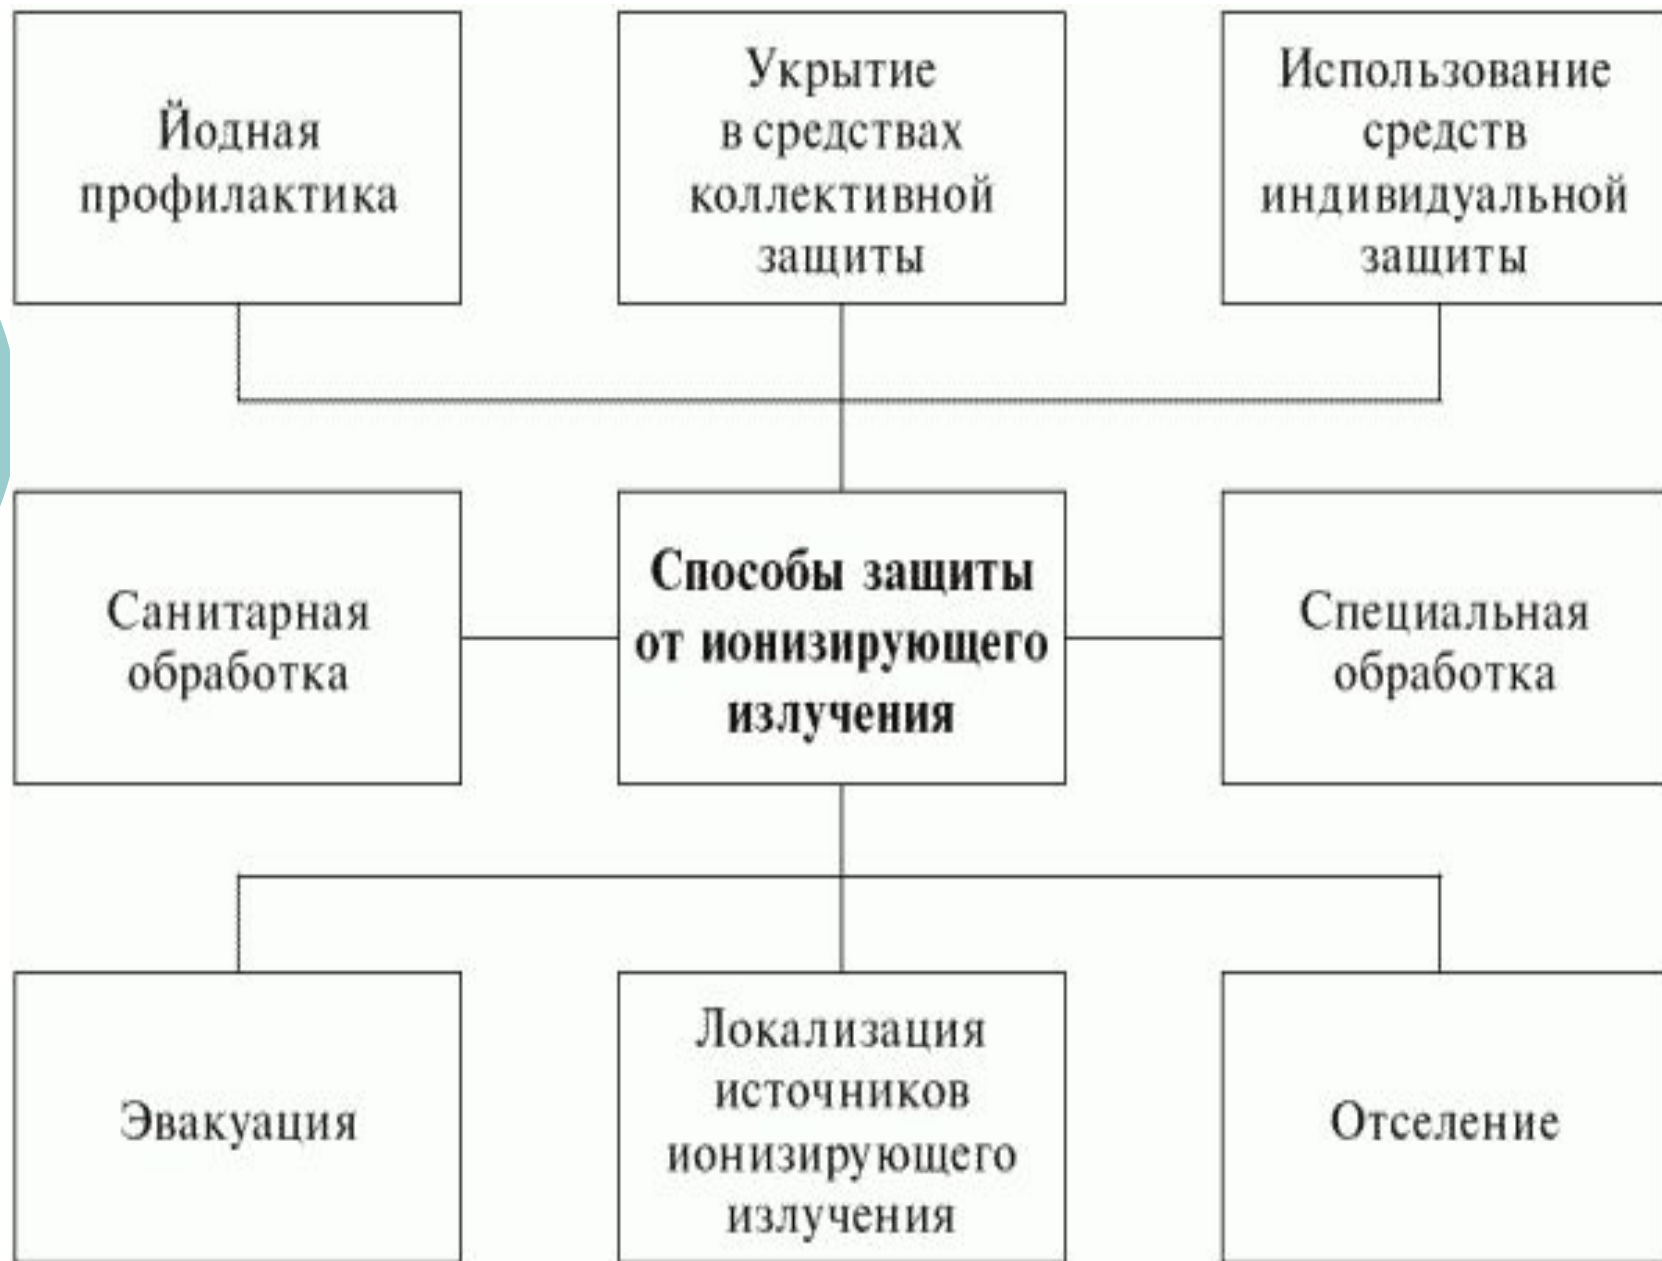 Йодная
профилактика
Укрытие
в средствах
коллективной
защиты
Использование
средств
индивидуальной
защиты
Санитарная
обработка
Способы защиты
от ионизирующего
излучения
Специальная
обработка
Эвакуация
Локализация
источников
ионизирующего
излучения
Отселение